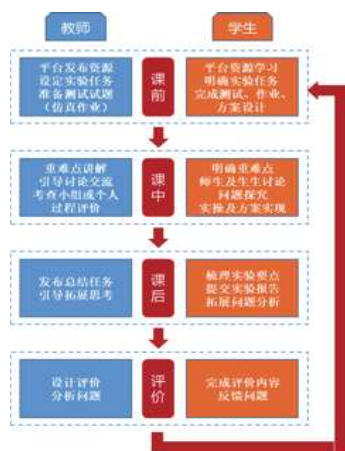 教师
学生
平台发布资源
设定实验任务
准备测试试题
（仿真作业）
课前
平台资源学习
明确实验任务
完成测试、作业、
方案设计
重难点讲解
引导讨论交流
考查小组或个人
过程评价
课中
明确重难点
师生及生生讨论
问题探究
实操及方案实现
发布总结任务
引导拓展思考
课后
梳理实验要点
提交实验报告
拓展问题分析
设计评价
分析问题
评价
完成评价内容
反馈问题